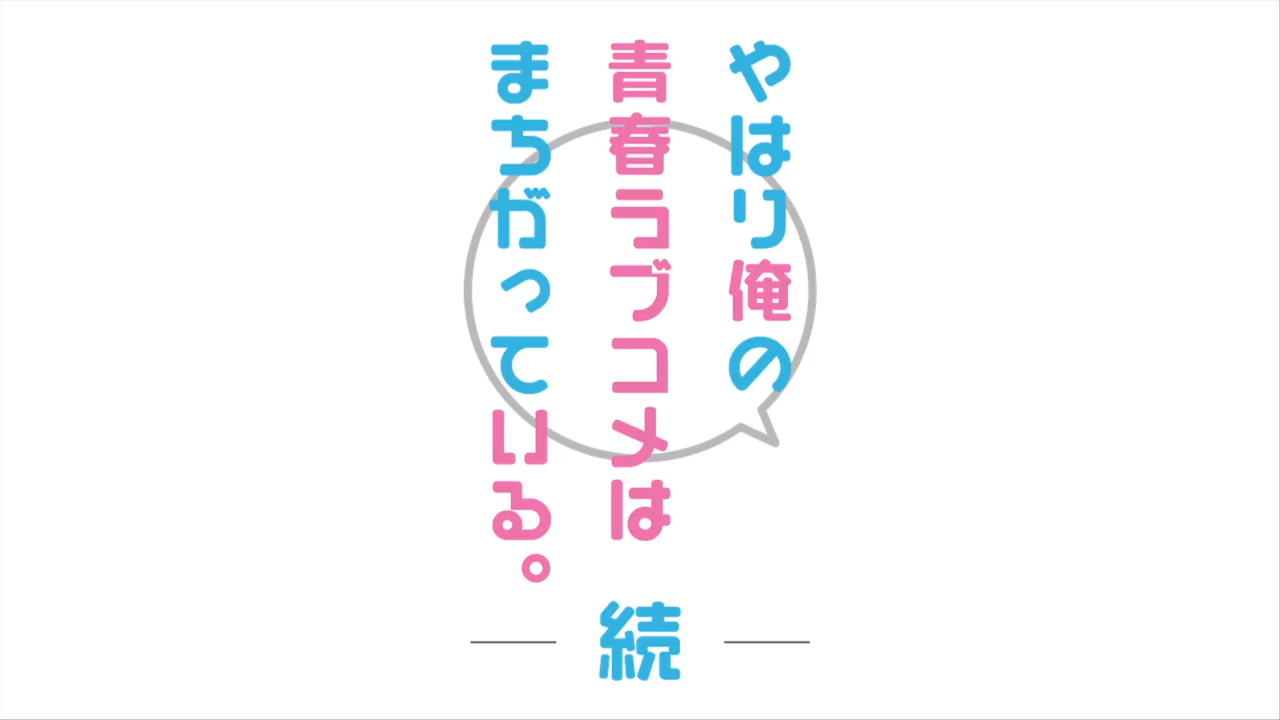 やはり俺の
青春ラブコメは
まちがっている。
続